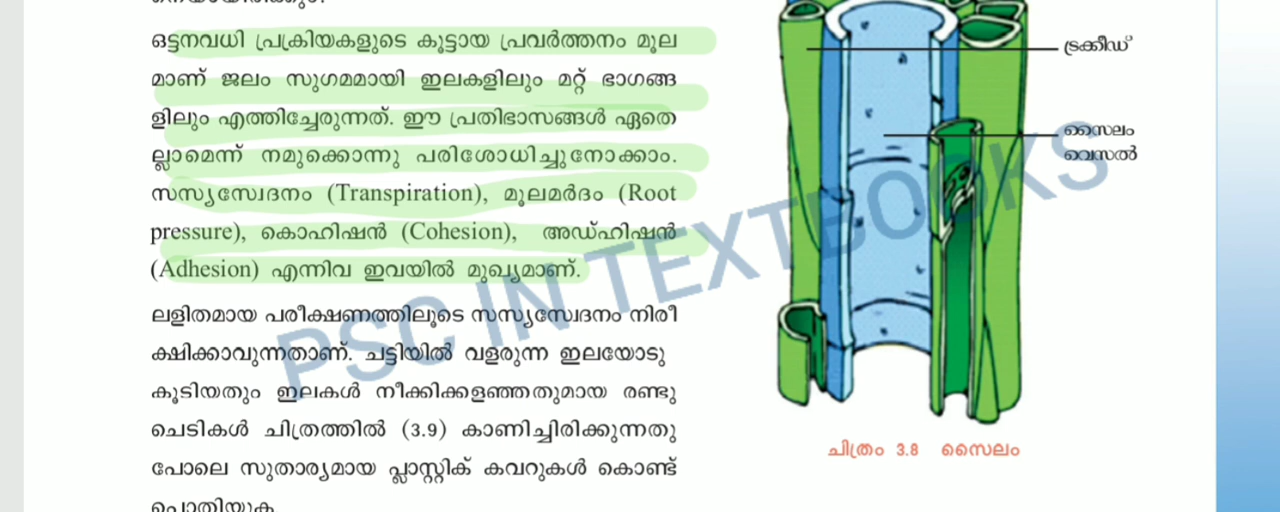 ഒട്ടനവധി പ്രക്രിയകളുടെ കൂട്ടായ പ്രവർത്തനം മൂല
മാണ് ജലം സുഗമമായി ഇലകളിലും മറ്റ് ഭാഗങ്ങ
ളിലും എത്തിച്ചേരുന്നത്. ഈ പ്രതിഭാസങ്ങൾ ഏതെ
ല്ലാമെന്ന് നമുക്കൊന്നു പരിശോധിച്ചുനോക്കാം.
സസ്യസ്വേദനം (Transpiration), മൂലമർദം (Root
pressure), കൊഹിഷൻ (Cohesion), അഡ്ഹിഷൻ
(Adhesion) എന്നിവ ഇവയിൽ മുഖ്യമാണ്.
ലളിതമായ പരീക്ഷണത്തിലൂടെ സസ്യസ്വേദനം നിരീ
ക്ഷിക്കാവുന്നതാണ്. ചട്ടിയിൽ വളരുന്ന ഇലയോടു
കൂടിയതും ഇലകൾ നീക്കിക്കളഞ്ഞതുമായ രണ്ടു
ചെടികൾ ചിത്രത്തിൽ (3.9) കാണിച്ചിരിക്കുന്നതു
പോലെ സുതാര്യമായ പ്ലാസ്റ്റിക് കവറുകൾ കൊണ്ട്
പൊതിയുക
ട്രക്കീഡ്
സൈലം
വെസൽ
ചിത്രം 3.8 സൈലം
PSC IN TEXTBOOKS